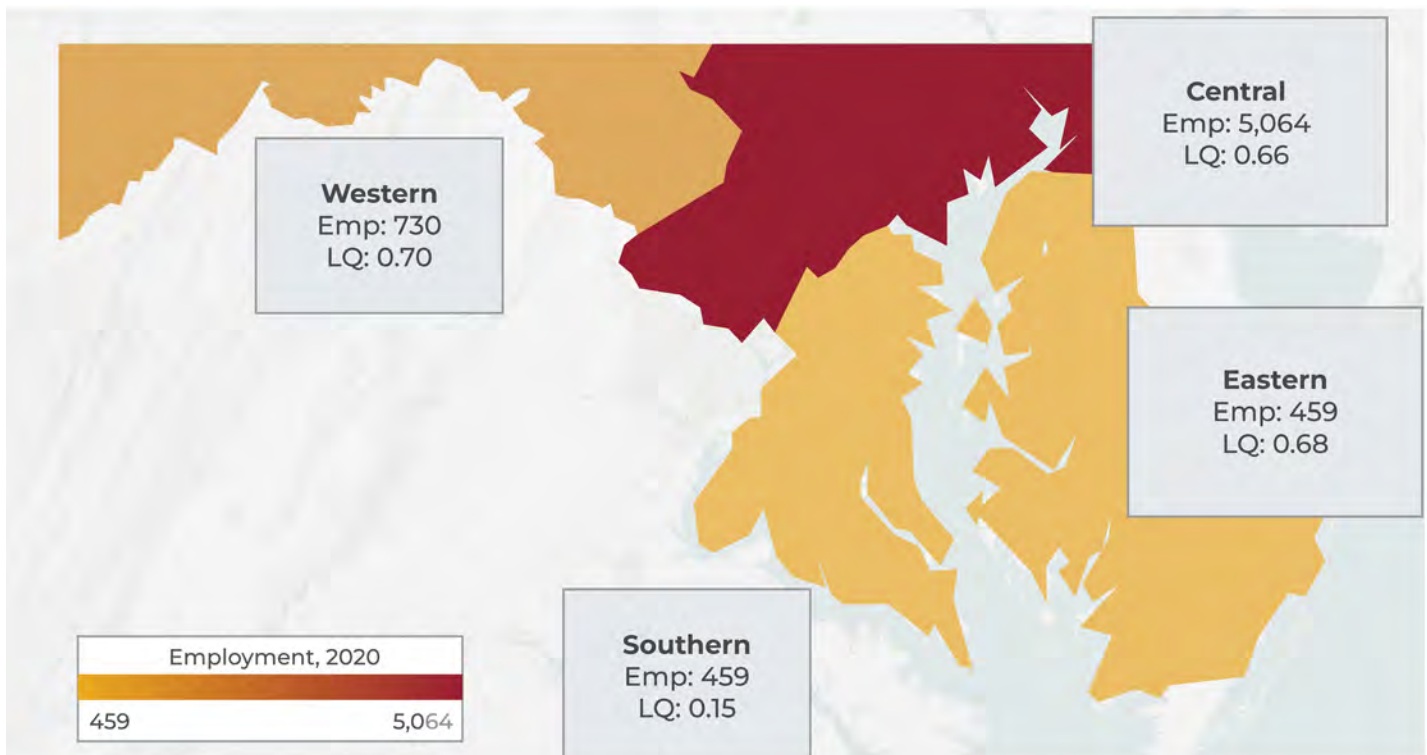 Central
Emp: 5,064
LQ: 0.66
Western
Emp: 730
LQ: 0.70
Eastern
Emp: 459
LQ: 0.68
Southern
Emp: 459
LQ: 0.15
Employment, 2020
459 5,064